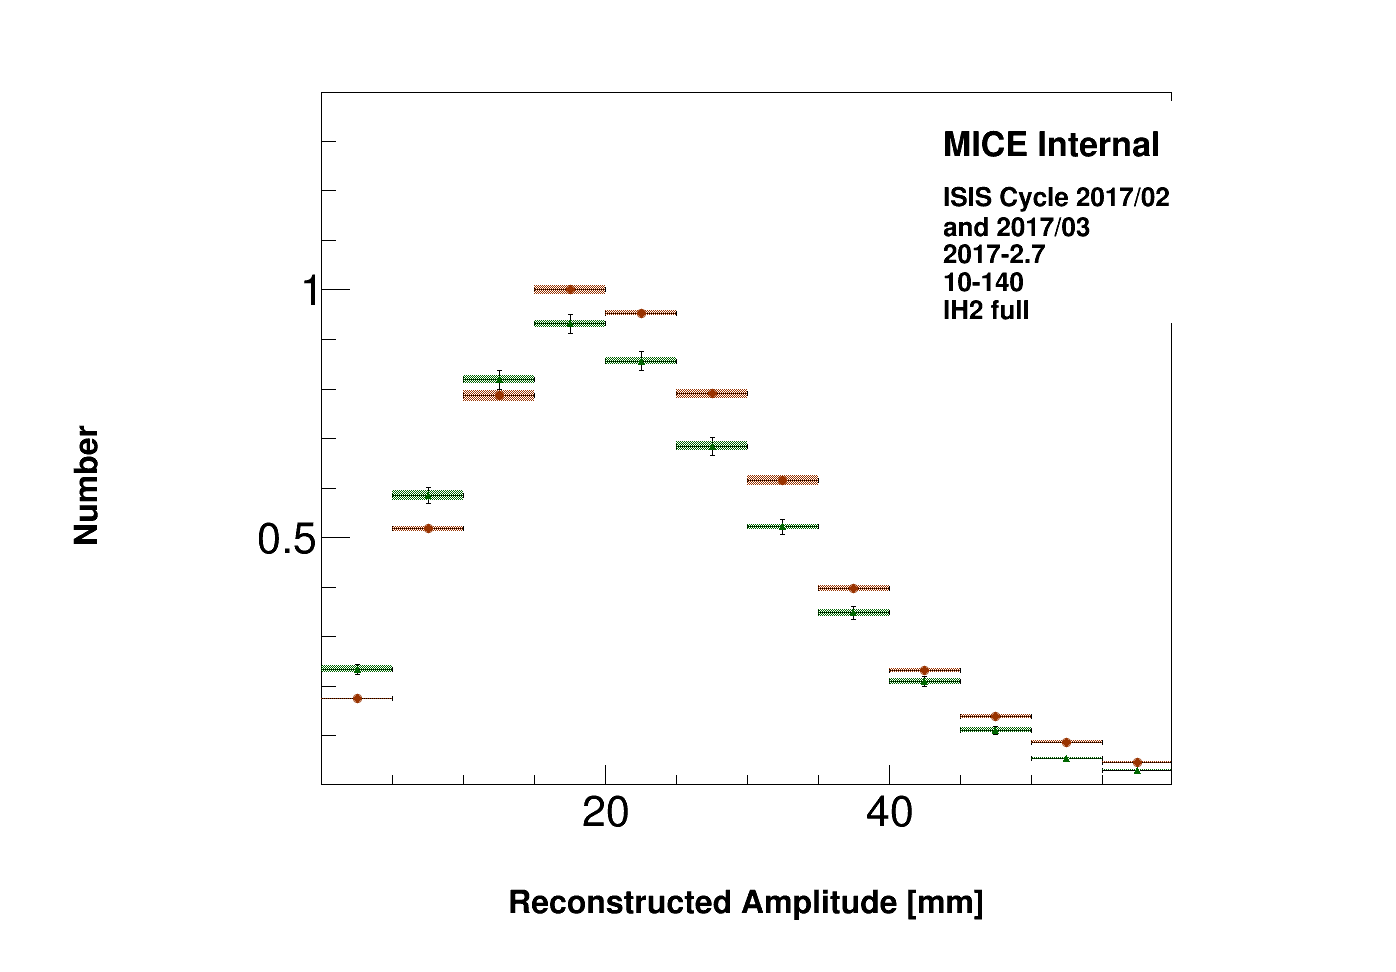 MICE Internal
ISIS Cycle 2017/02
and 2017/03
2017-2.7
10-140
IH2 full
1
0.5
Number
20
40
Reconstructed Amplitude [mm]